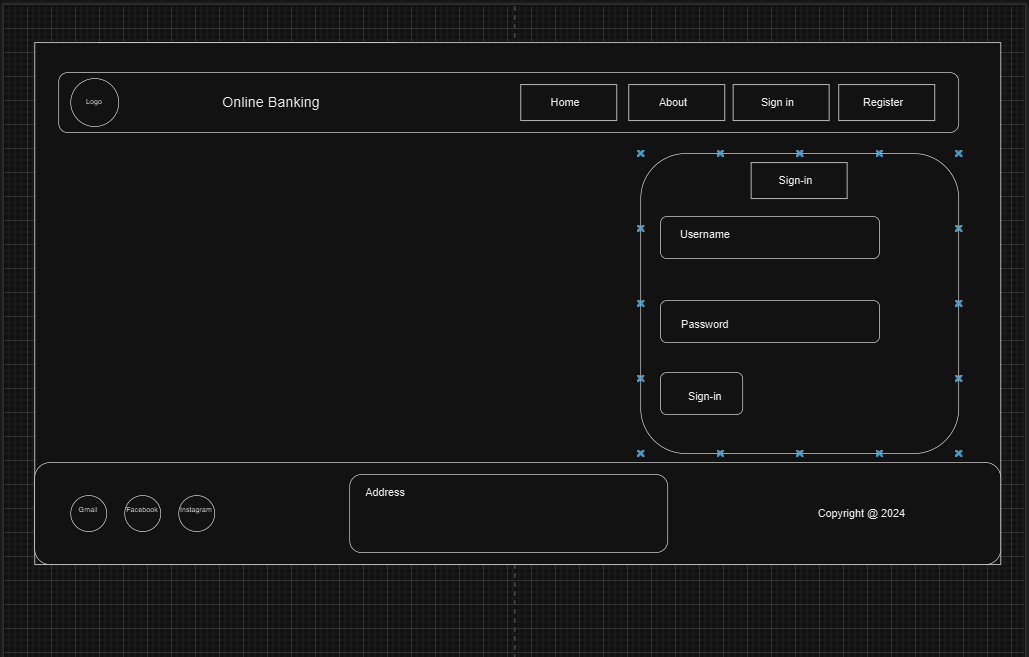 Logo
Online Banking
Home
About
Sign in
Register
Sign-in
Username
Password
Sign-in
Gmail
Facebook
Instagram
Address
Copyright @ 2024